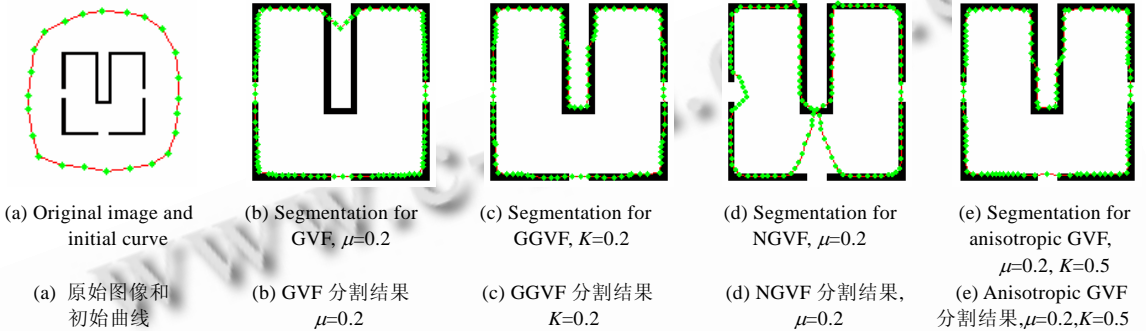 (a) Original image and
initial curve
(b) Segmentation for
GVF, μ=0.2
(c) Segmentation for
GGVF, K=0.2
(d) Segmentation for
NGVF, μ=0.2
(e) Segmentation for
anisotropic GVF,
μ=0.2, K=0.5
(a) 原始图像和
初始曲线
(b) GVF 分割结果
μ=0.2
(c) GGVF 分割结果
K=0.2
(d) NGVF 分割结果,
μ=0.2
(e) Anisotropic GVF
分割结果,μ=0.2,K=0.5